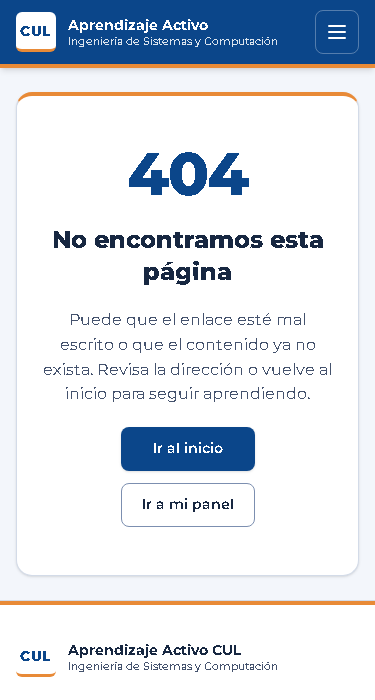 CUL
Aprendizaje Activo
Ingeniería de Sistemas y Computación
404
No encontramos esta
página
Puede que el enlace esté mal
escrito o que el contenido ya no
exista. Revisa la dirección o vuelve al
inicio para seguir aprendiendo.
Ir al inicio
Ir a mi panel
CUL
Aprendizaje Activo CUL
Ingeniería de Sistemas y Computación